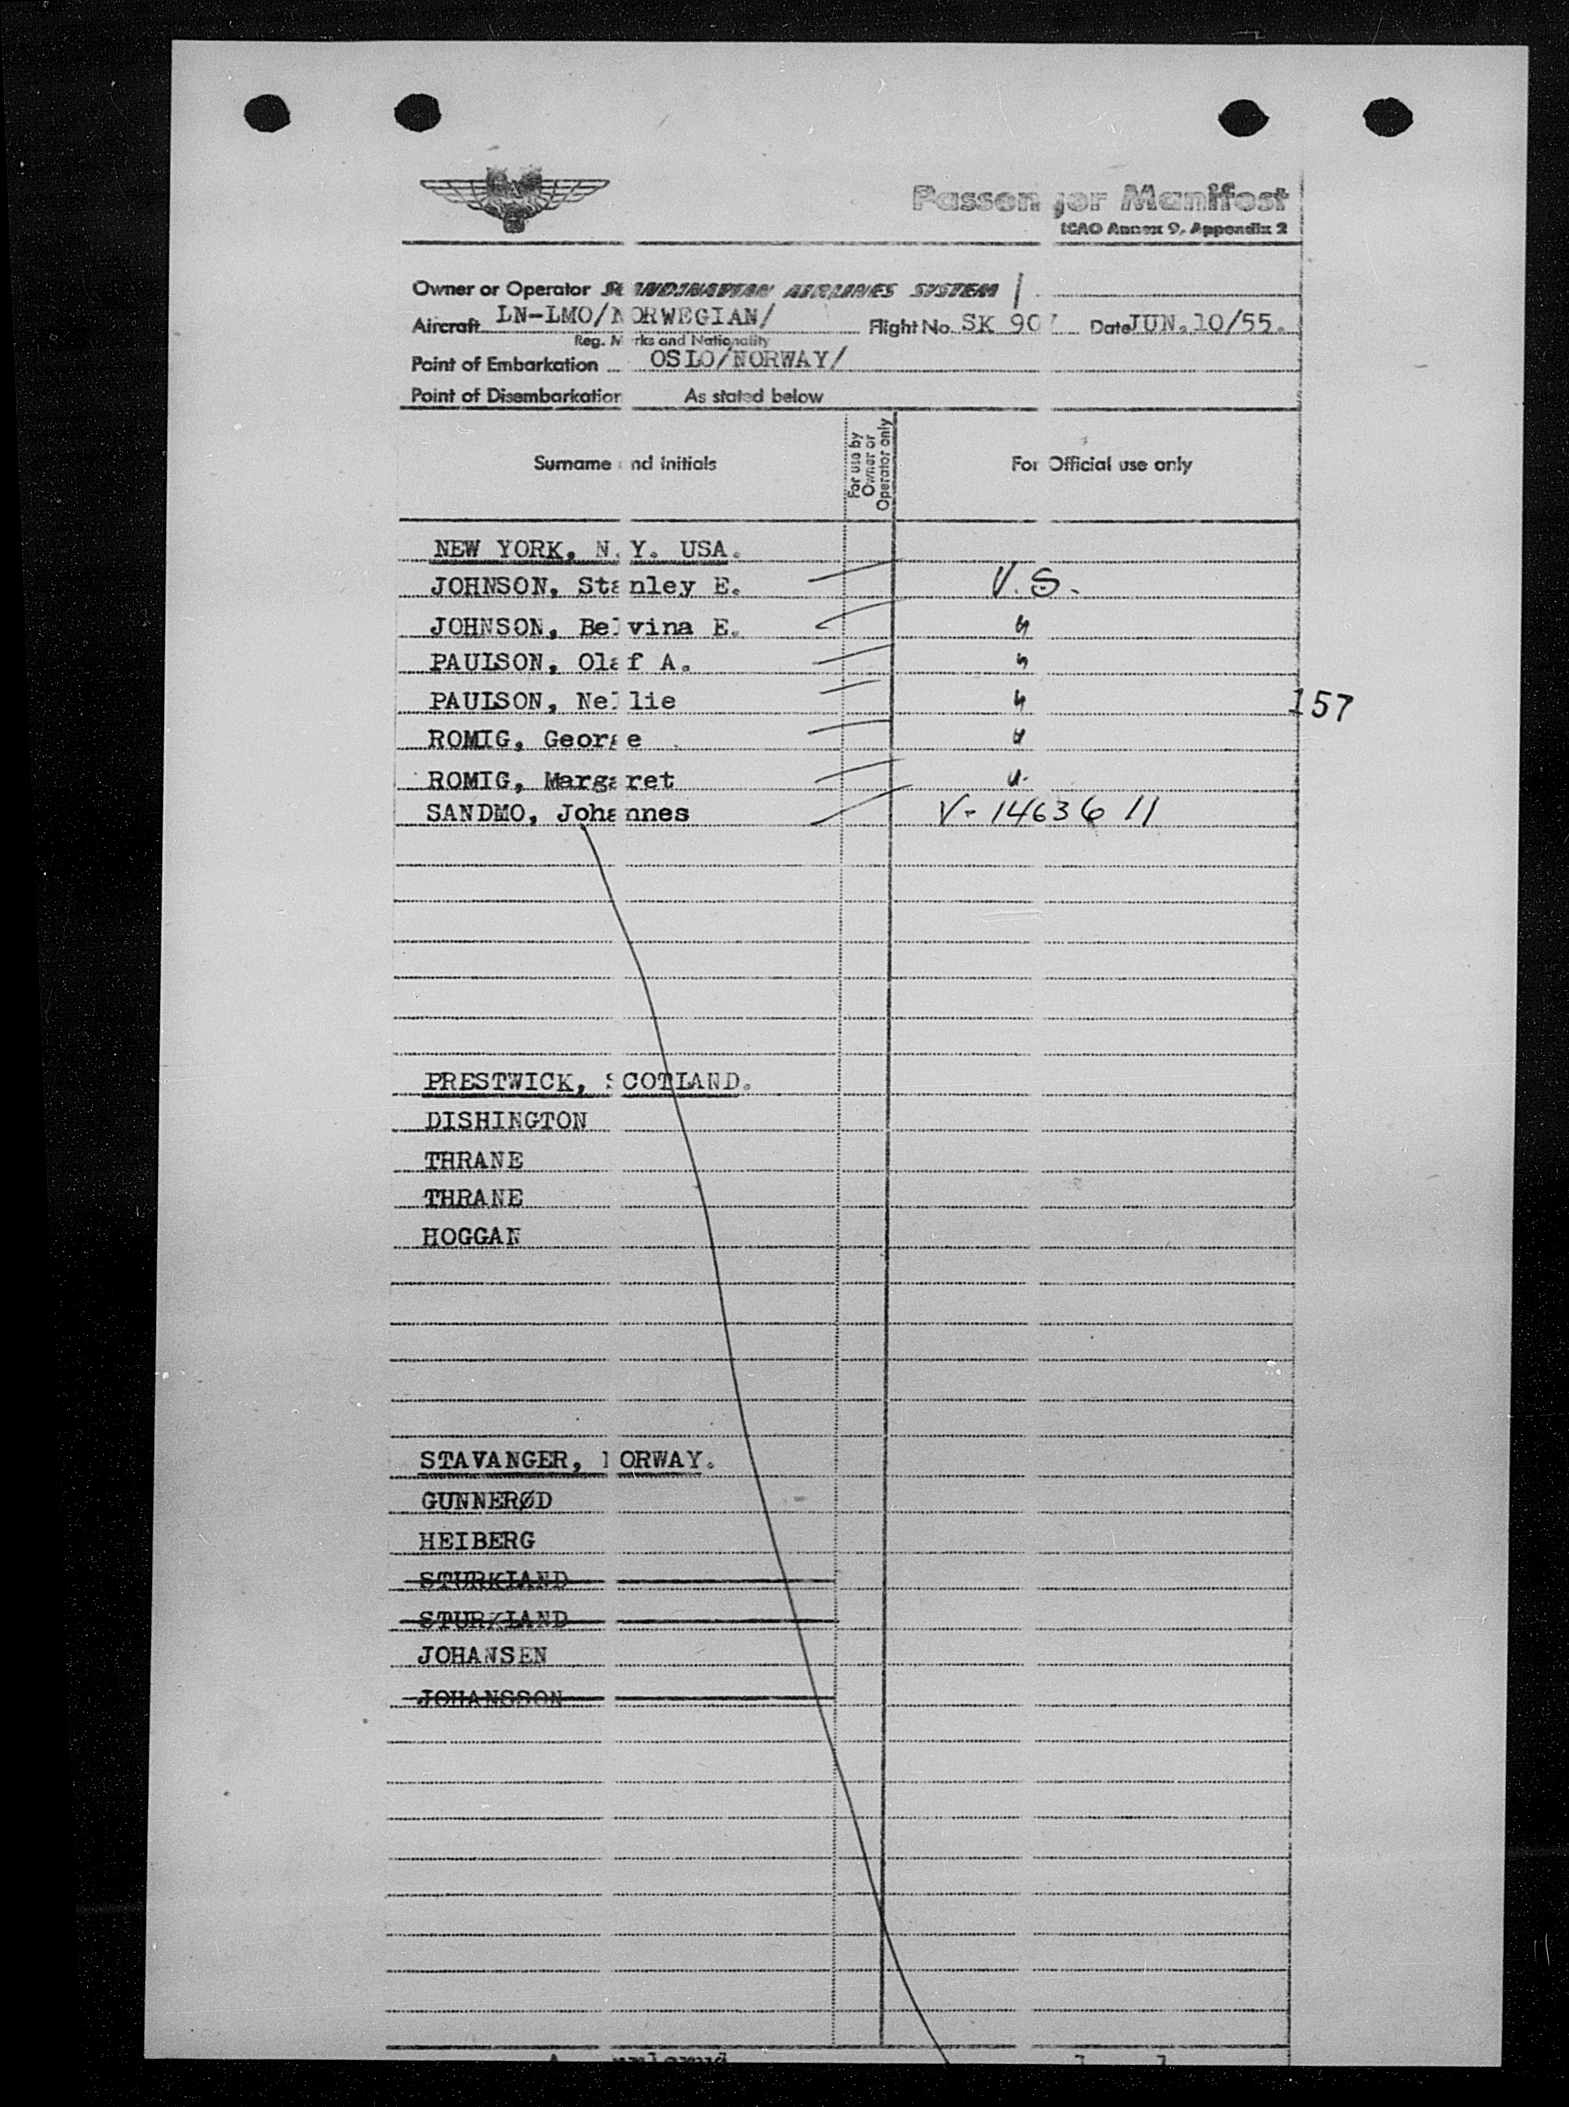 Passenger Manifest
ICAO Annex 9, Appendix 2
Owner or Operator SCANDINAVIAN AIRLINES SYSTEM
Aircraft LN-LMO/NORWEGIAN/ Flight No. SK 907 Date JUN. 10/55.
Reg. Marks and Nationality
Point of Embarkation OSLO/NORWAY/
Point of Disembarkation As stated below
Surname and initials For use by Owner or Operator only For Official use only
NEW YORK, N.Y. USA.
JOHNSON, Stanley E. V. S.
JOHNSON, Belvina E. "
PAULSON, Olaf A. "
PAULSON, Nellie " 157
ROMIG, George "
ROMIG, Margaret "
SANDMO, Johannes V-1463611
PRESTWICK, SCOTLAND.
DISHINGTON
THRANE
THRANE
HOGGAN
STAVANGER, NORWAY.
GUNNERØD
HEIBERG
STURKLAND
STURKLAND
JOHANSEN
JOHANSSON